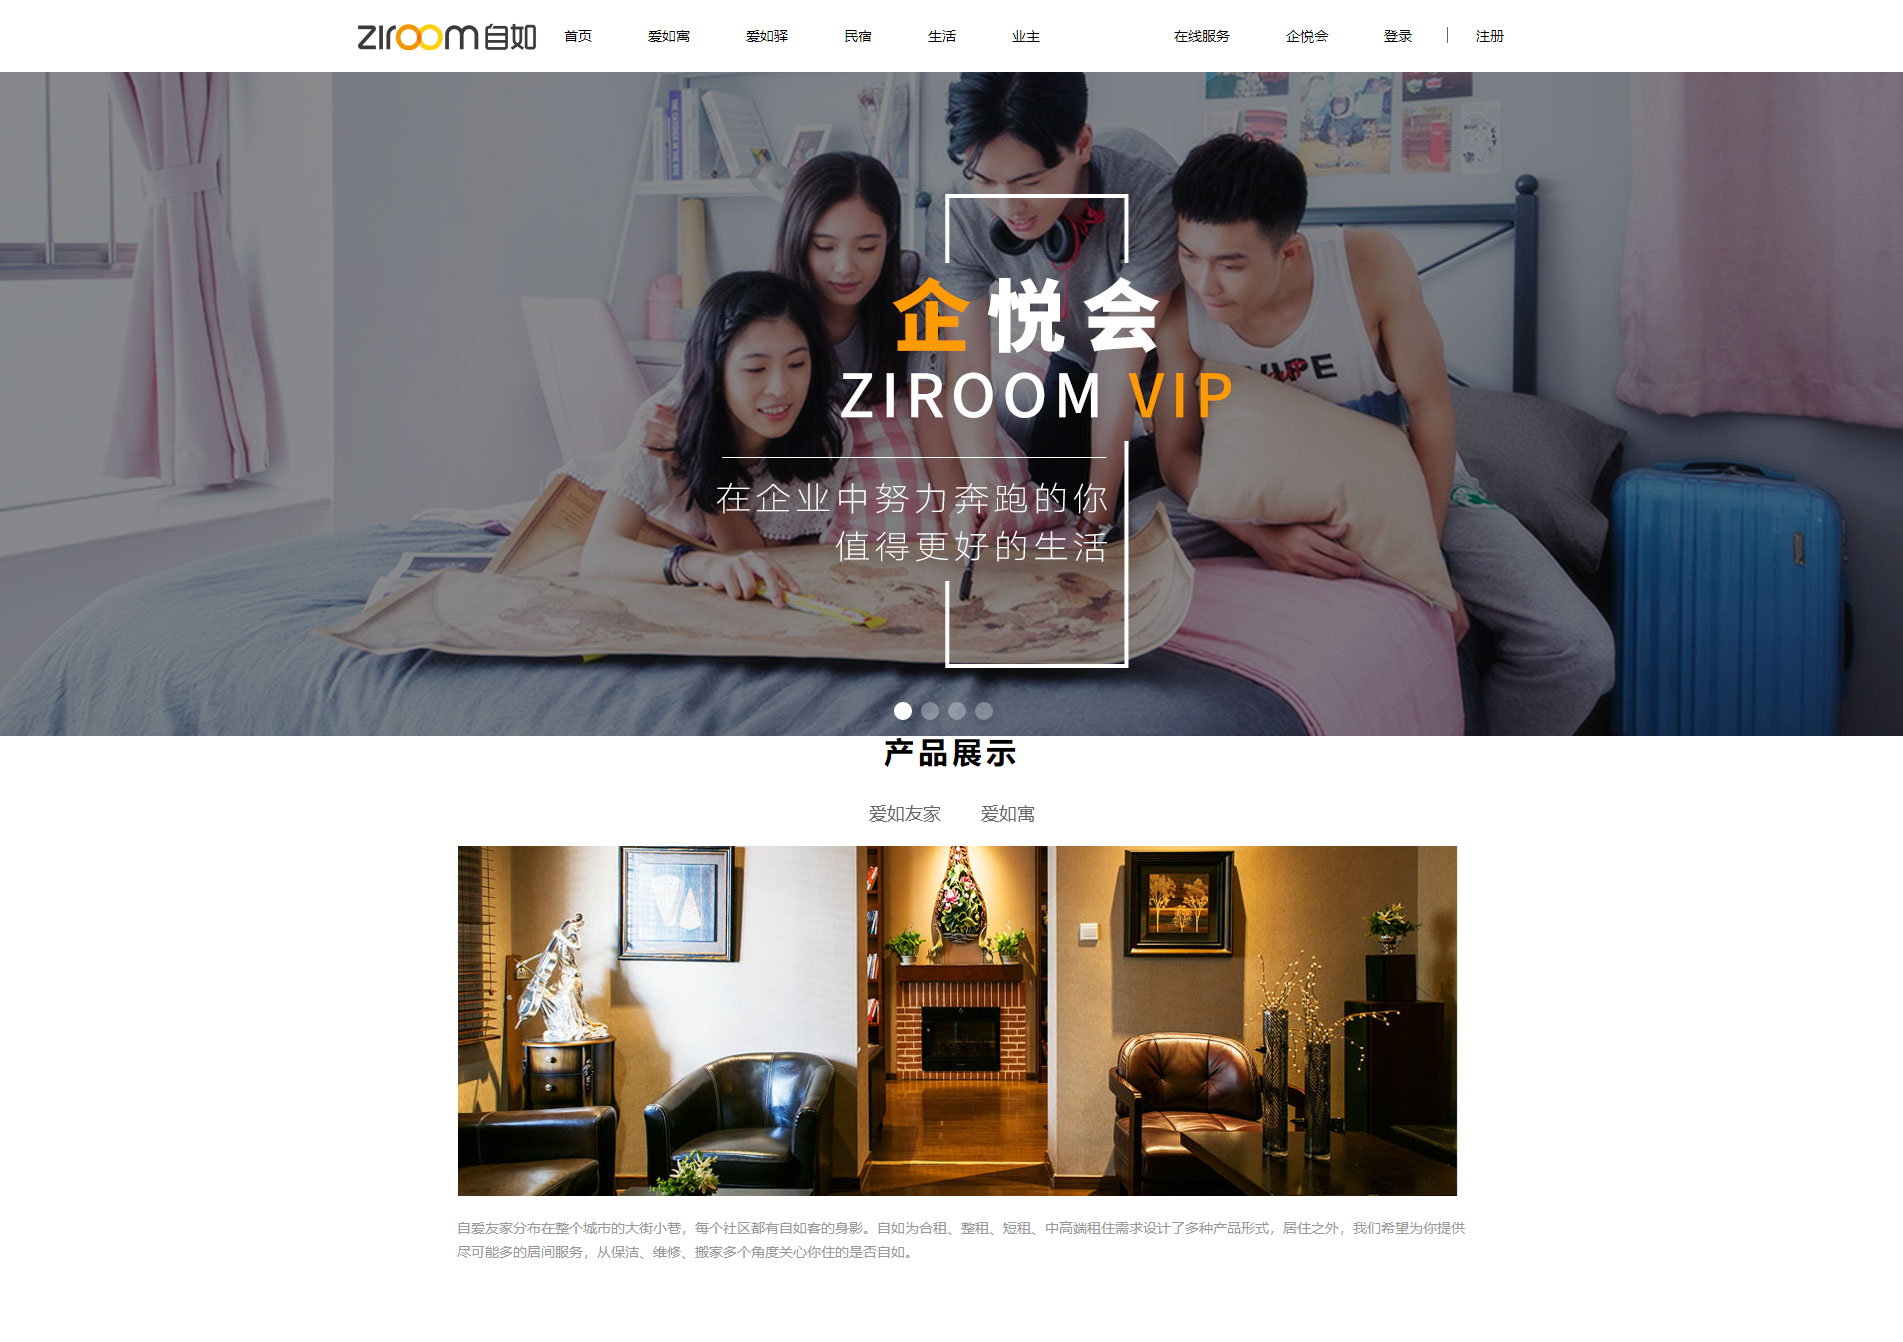 ziroom 自如 首页 爱如寓 爱如驿 民宿 生活 业主 在线服务 企悦会 登录 注册
企悦会
VIPE
ZIROOM VIP
在企业中努力奔跑的你
值得更好的生活
产品展示
爱如友家 爱如寓
自爱友家分布在整个城市的大街小巷，每个社区都有自如客的身影。自如为合租、整租、短租、中高端租住需求设计了多种产品形式，居住之外，我们希望为你提供
尽可能多的居间服务，从保洁、维修、搬家多个角度关心你住的是否自如。